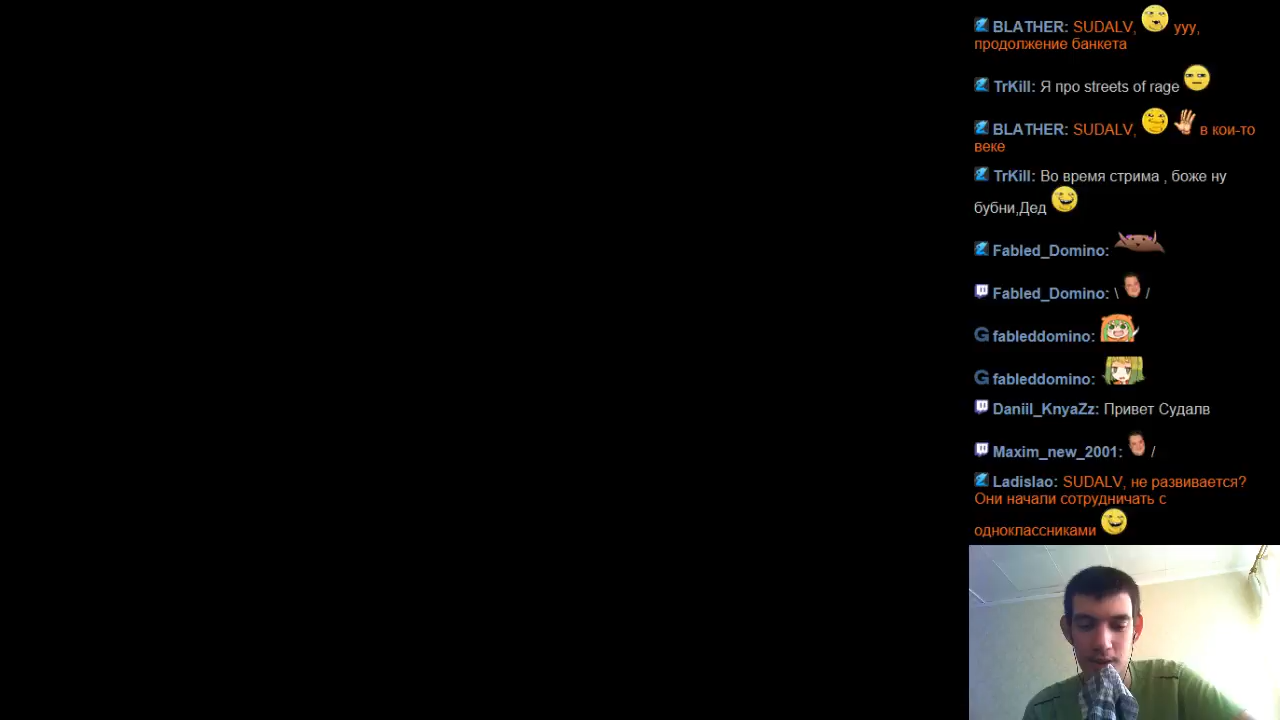 BLATHER: SUDALV, ууу,
продолжение банкета
TrKill: Я про streets of rage
BLATHER: SUDALV, в кои-то
веке
TrKill: Во время стрима , боже ну
бубни,Дед
Fabled_Domino:
Fabled_Domino: \ /
G fableddomino:
G fableddomino:
Daniil_KnyaZz: Привет Судалв
Maxim_new_2001: /
Ladislao: SUDALV, не развивается?
Они начали сотрудничать с
одноклассниками